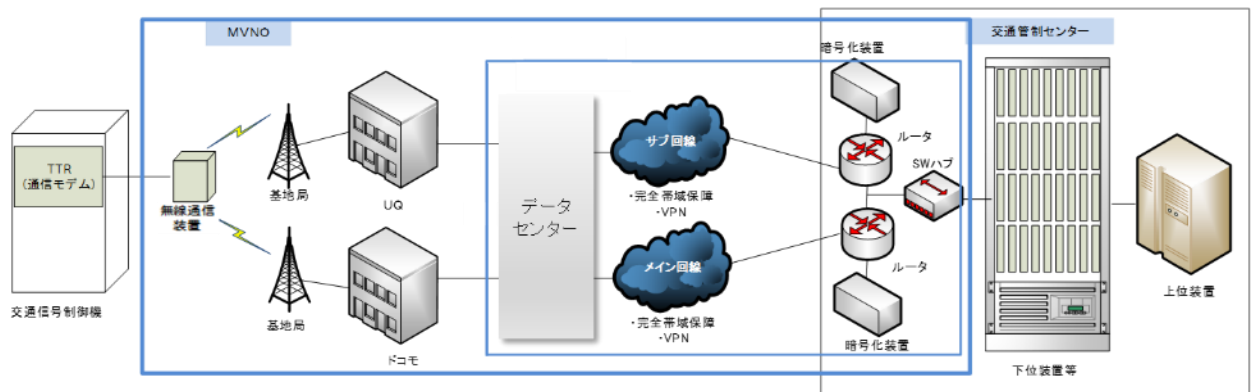 MVNO
交通管制センター
暗号化装置
TTR
(通信モデム)
無線通信
装置
交通信号制御機
基地局
UQ
基地局
ドコモ
データ
センター
サブ回線
・完全帯域保障
・VPN
メイン回線
・完全帯域保障
・VPN
ルータ
SWハブ
ルータ
暗号化装置
下位装置等
上位装置